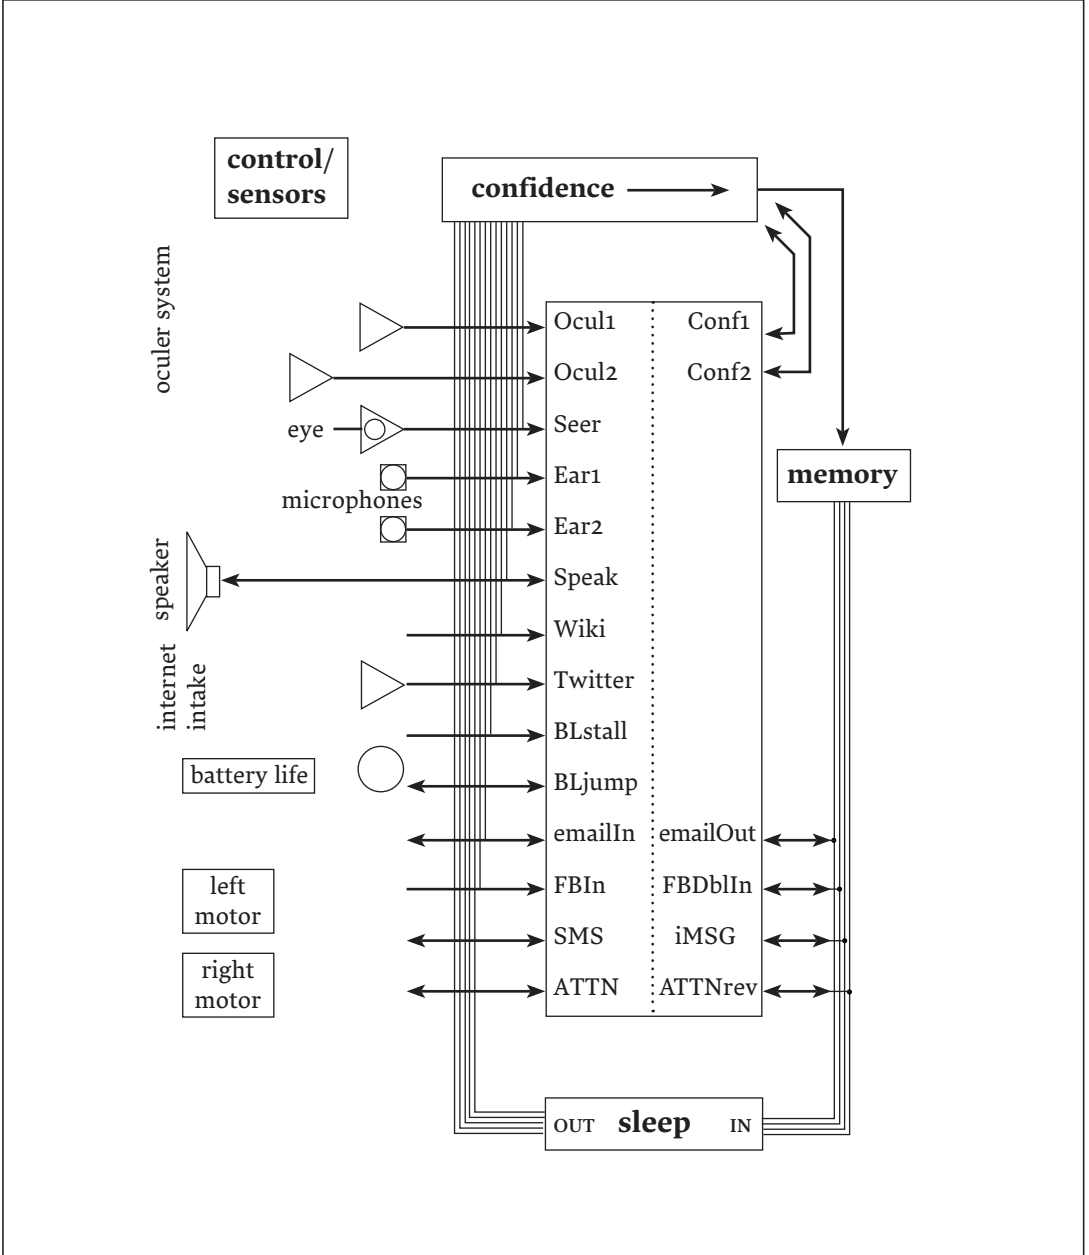 control/
sensors
confidence
oculer system
Ocul1
Conf1
Ocul2
Conf2
eye
Seer
Ear1
memory
microphones
Ear2
speaker
Speak
Wiki
internet
intake
Twitter
BLstall
battery life
BLjump
emailIn
emailOut
left
motor
FBIn
FBDblIn
SMS
iMSG
right
motor
ATTN
ATTNrev
OUT sleep IN